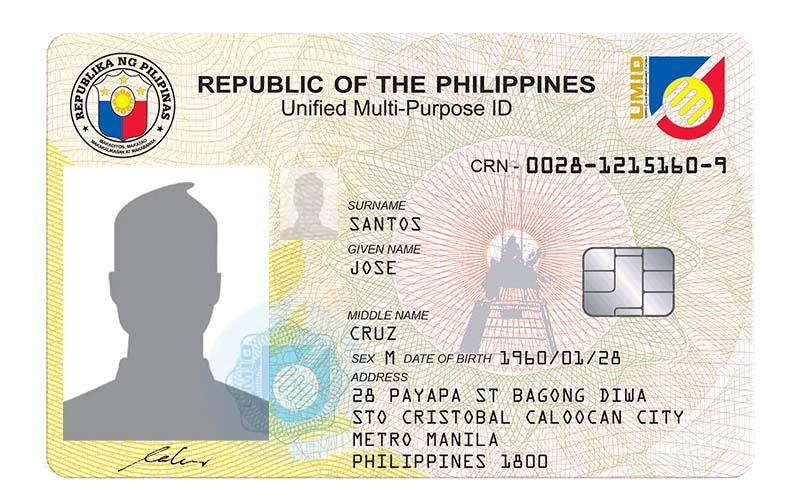 REPUBLIKA NG PILIPINAS
MAKADIYOS, MAKATAO
MAKAKALIKASAN AT MAKABANSA
REPUBLIC OF THE PHILIPPINES
Unified Multi-Purpose ID
UMID
CRN - 0028-1215160-9
SURNAME
SANTOS
GIVEN NAME
JOSE
MIDDLE NAME
CRUZ
SEX M DATE OF BIRTH 1960/01/28
ADDRESS
28 PAYAPA ST BAGONG DIWA
STO CRISTOBAL CALOOCAN CITY
METRO MANILA
PHILIPPINES 1800
UMID